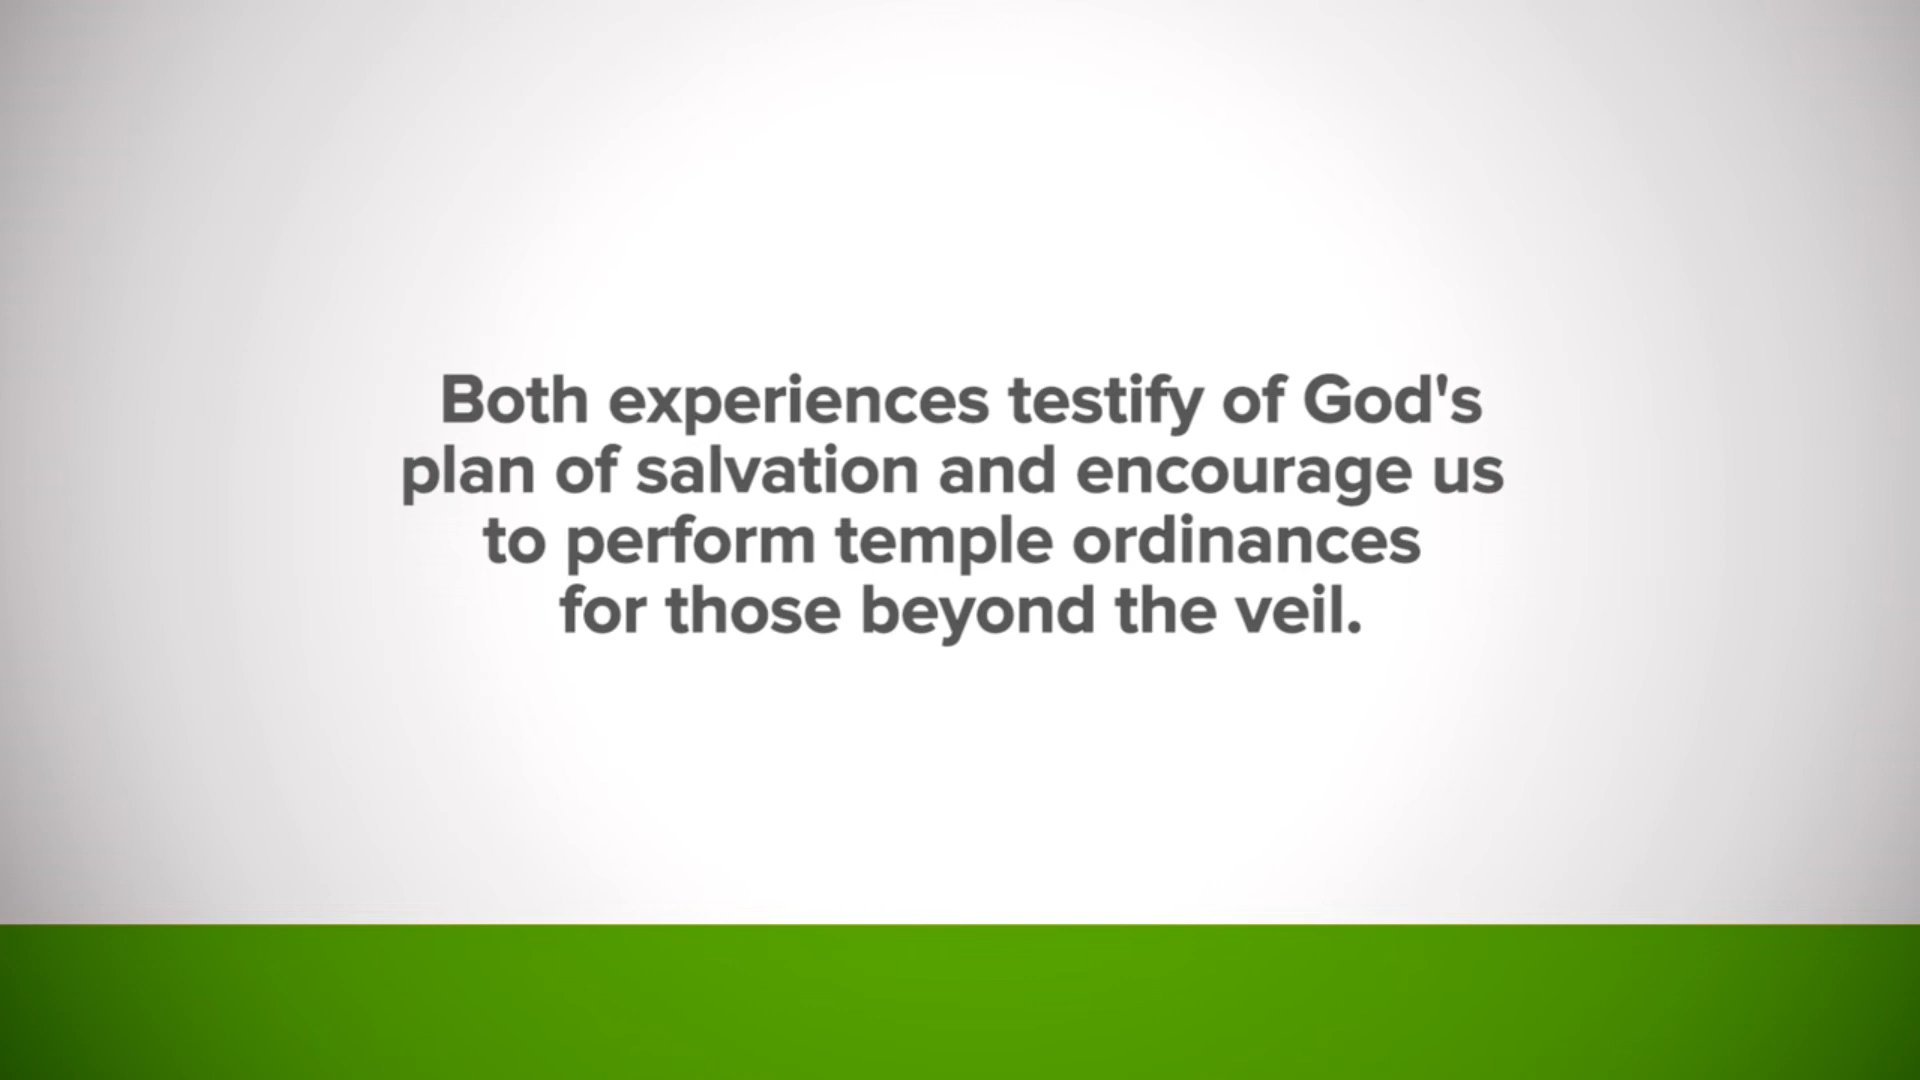 Both experiences testify of God's
plan of salvation and encourage us
to perform temple ordinances
for those beyond the veil.